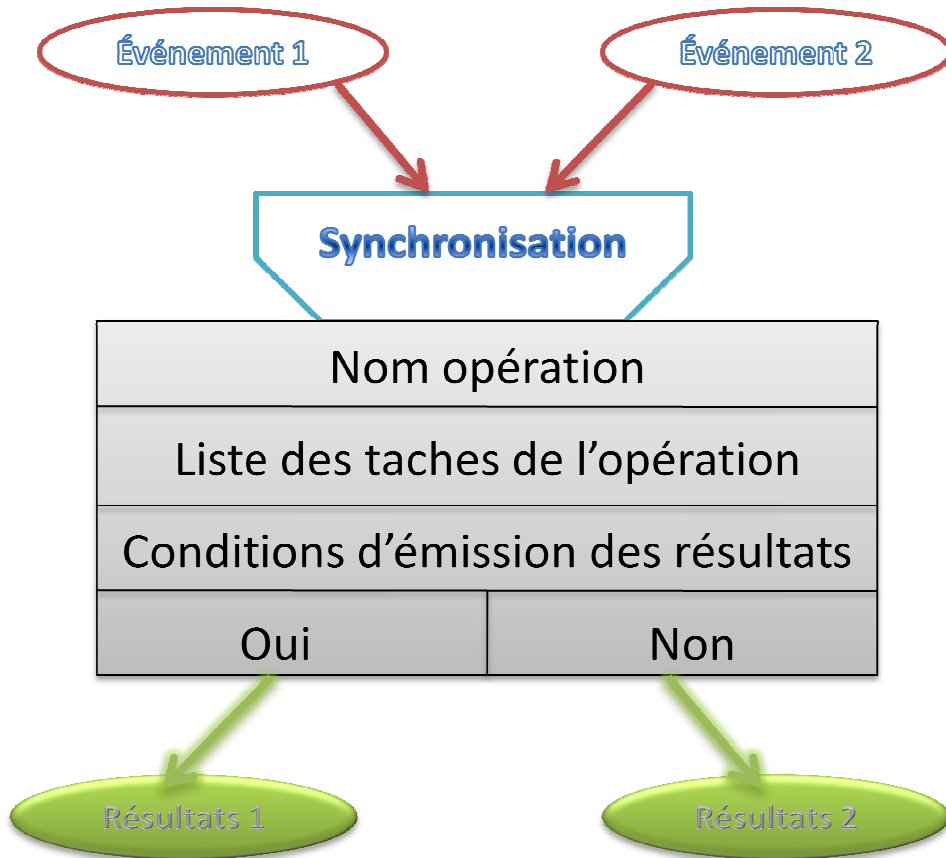 Événement 1
Événement 2
Synchronisation
Nom opération
Liste des taches de l'opération
Conditions d'émission des résultats
Oui
Non
Résultats 1
Résultats 2